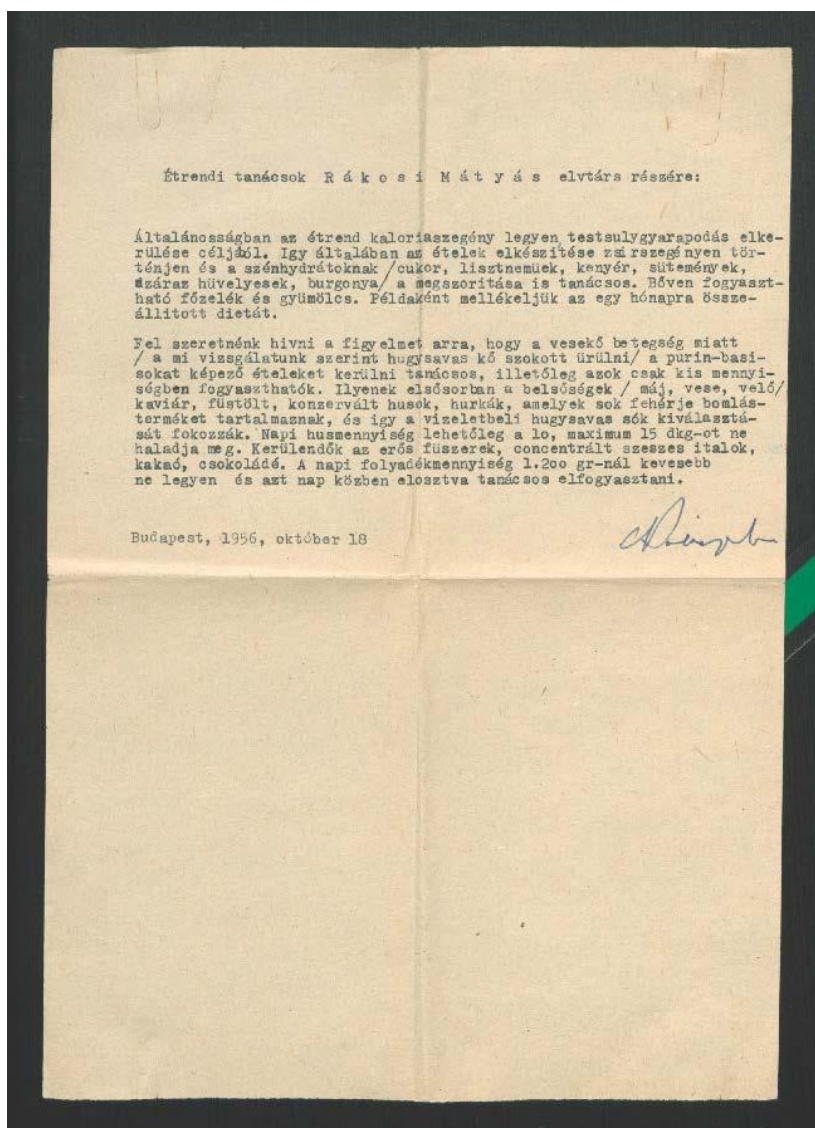 Étrendi tanácsok R á k o s i M á t y á s elvtárs részére:
Általánosságban az étrend kaloriaszegény legyen testsulygyarapodás elke-
rülése céljából. Igy általában az ételek elkészitése zsirszegényen tör-
ténjen és a szénhydrátoknak /cukor, lisztnemüek, kenyér, sütemények,
száraz hüvelyesek, burgonya/ a megszoritása is tanácsos. Bőven fogyaszt-
ható főzelék és gyümölcs. Példaként mellékeljük az egy hónapra össze-
állitott dietát.
Fel szeretnénk hivni a figyelmet arra, hogy a vesekő betegség miatt
/ a mi vizsgálatunk szerint hugysavas kő szokott ürülni/ a purin-basi-
sokat képező ételeket kerülni tanácsos, illetőleg azok csak kis mennyi-
ségben fogyaszthatók. Ilyenek elsősorban a belsőségek / máj, vese, velő/
kaviár, füstölt, konzervált husok, hurkák, amelyek sok fehérje bomlás-
terméket tartalmaznak, és igy a vizeletbeli hugysavas sók kiválasztá-
sát fokozzák. Napi husmennyiség lehetőleg a lo, maximum 15 dkg-ot ne
haladja meg. Kerülendők az erős füszerek, concentrált szeszes italok,
kakaó, csokoládé. A napi folyadékmennyiség 1.2oo gr-nál kevesebb
ne legyen és azt nap közben elosztva tanácsos elfogyasztani.
Budapest, 1956, október 18